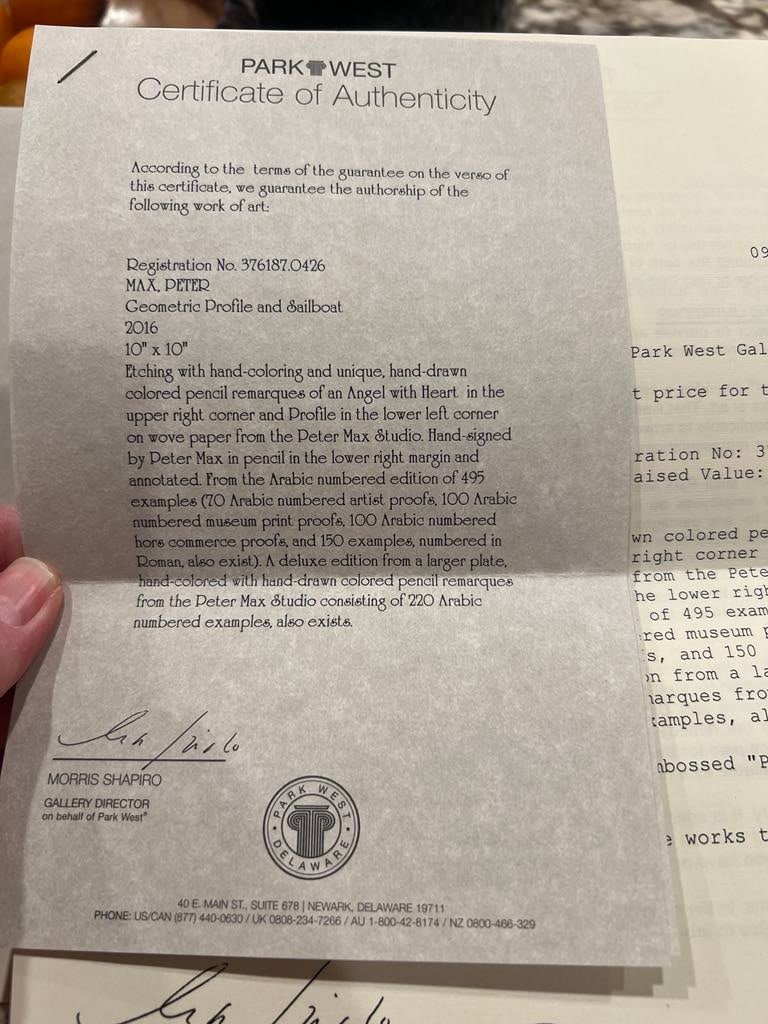 PARK WEST
Certificate of Authenticity
According to the terms of the guarantee on the verso of
this certificate, we guarantee the authorship of the
following work of art:
Registration No. 376187.0426
MAX, PETER
Geometric Profile and Sailboat
2016
10" x 10"
Etching with hand-coloring and unique, hand-drawn
colored pencil remarques of an Angel with Heart in the
upper right corner and Profile in the lower left corner
on wove paper from the Peter Max Studio. Hand-signed
by Peter Max in pencil in the lower right margin and
annotated. From the Arabic numbered edition of 495
examples (70 Arabic numbered artist proofs, 100 Arabic
numbered museum print proofs, 100 Arabic numbered
hors commerce proofs, and 150 examples, numbered in
Roman, also exist). A deluxe edition from a larger plate,
hand-colored with hand-drawn colored pencil remarques
from the Peter Max Studio consisting of 220 Arabic
numbered examples, also exists.
MORRIS SHAPIRO
GALLERY DIRECTOR
on behalf of Park West®
PARK WEST
DELAWARE
40 E. MAIN ST., SUITE 678 | NEWARK, DELAWARE 19711
PHONE: US/CAN (877) 440-0630 / UK 0808-234-7266 / AU 1-800-42-8174 / NZ 0800-466-329
09
Park West Gal
t price for t
ration No: 3
aised Value:
wn colored pe
right corner
from the Pete
he lower righ
of 495 exam
red museum p
s, and 150
on from a la
marques fro
xamples, al
mbossed "P
e works t